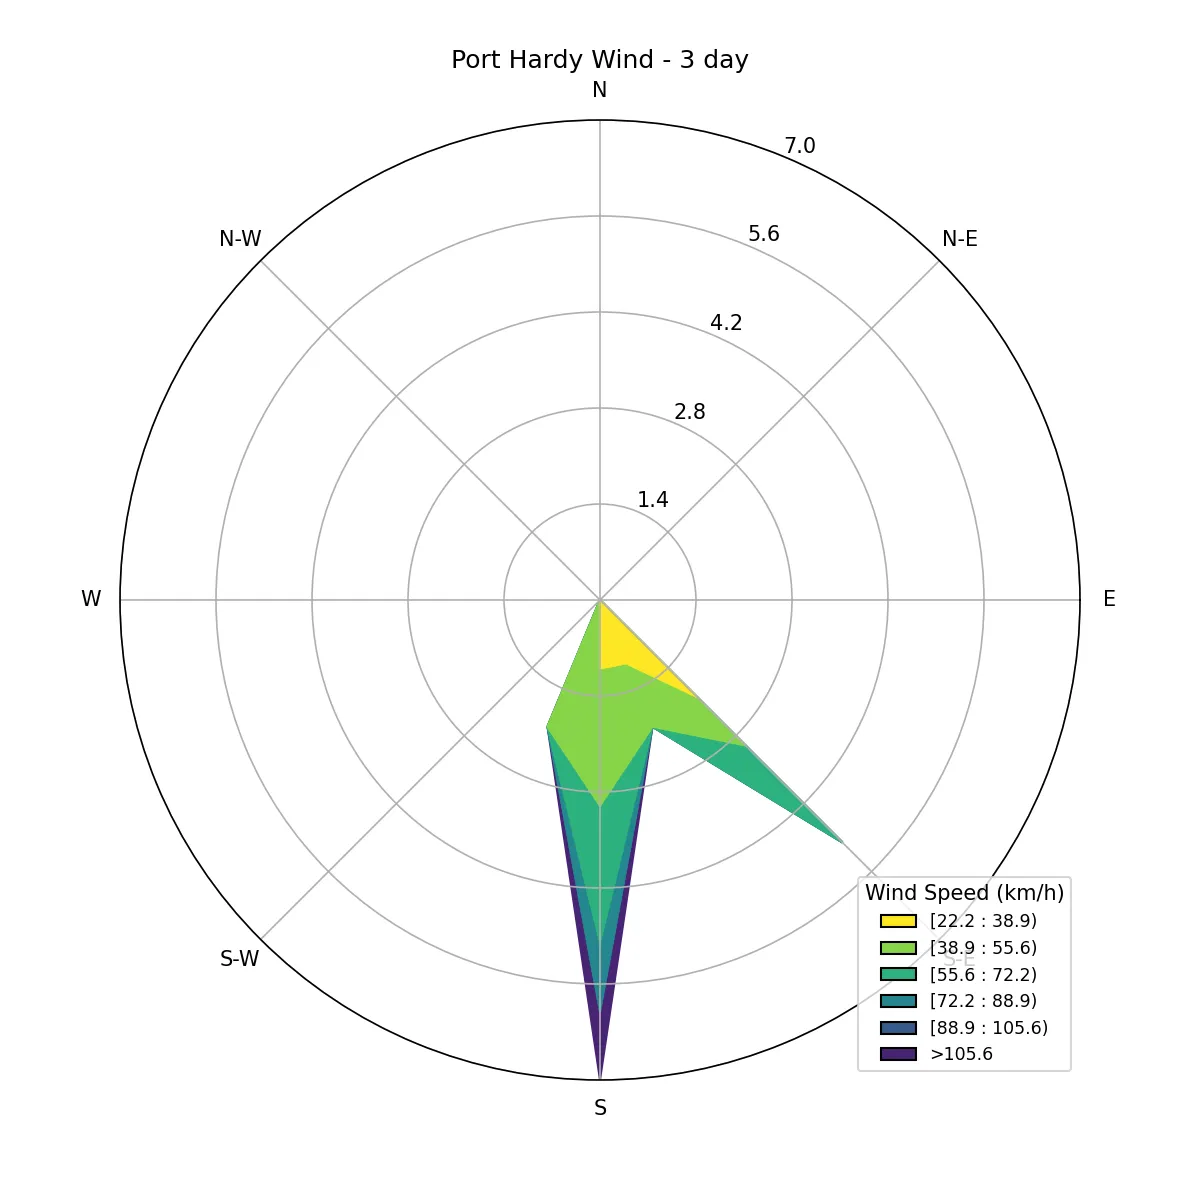 Port Hardy Wind - 3 day
N
7.0
5.6
N-W
N-E
4.2
2.8
1.4
W
E
Wind Speed (km/h)
[22.2 : 38.9)
[38.9 : 55.6)
S-W
S-E
[55.6 : 72.2)
[72.2 : 88.9)
[88.9 : 105.6)
>105.6
S